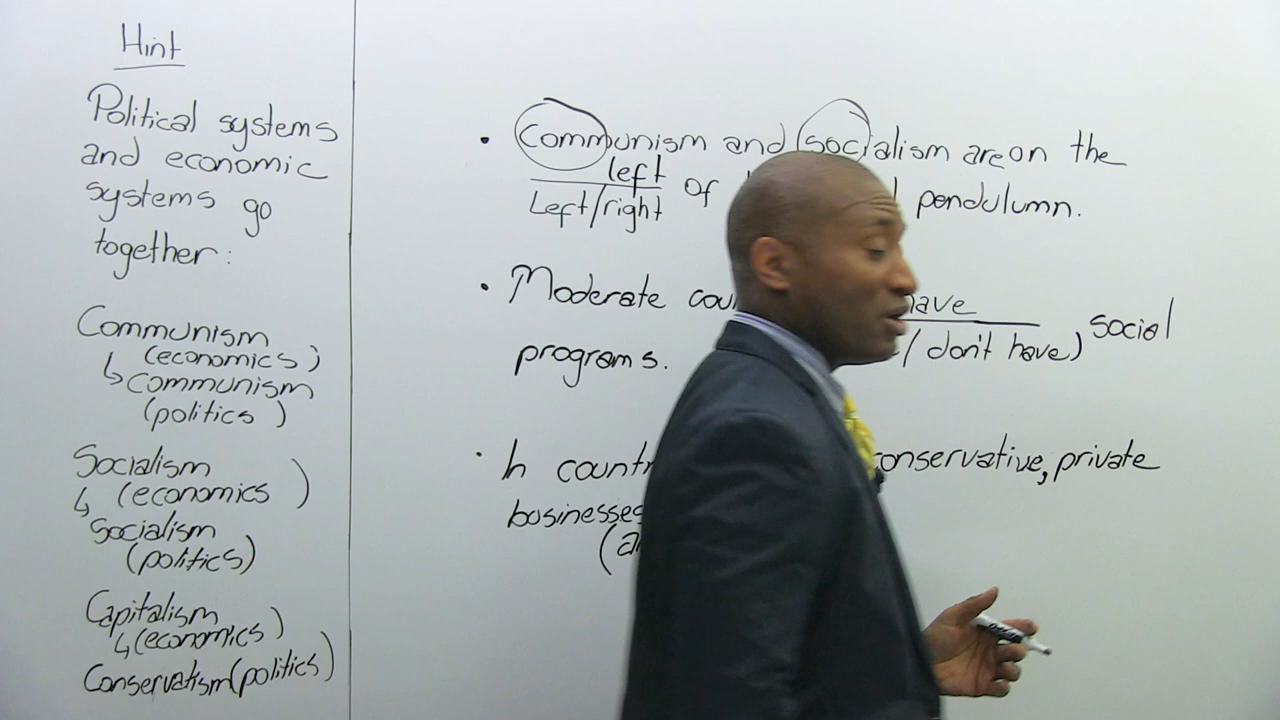 Hint
Political systems
and economic
systems go
together:
Communism
(economics)
↳ communism
(politics)
Socialism
↳ (economics)
Socialism
(politics)
Capitalism
↳ (economics)
Conservatism (politics)
• Communism and socialism are on the
left
Left/right of pendulumn.
• Moderate have social
programs. / (don't have)
• In conservative, private
businesses